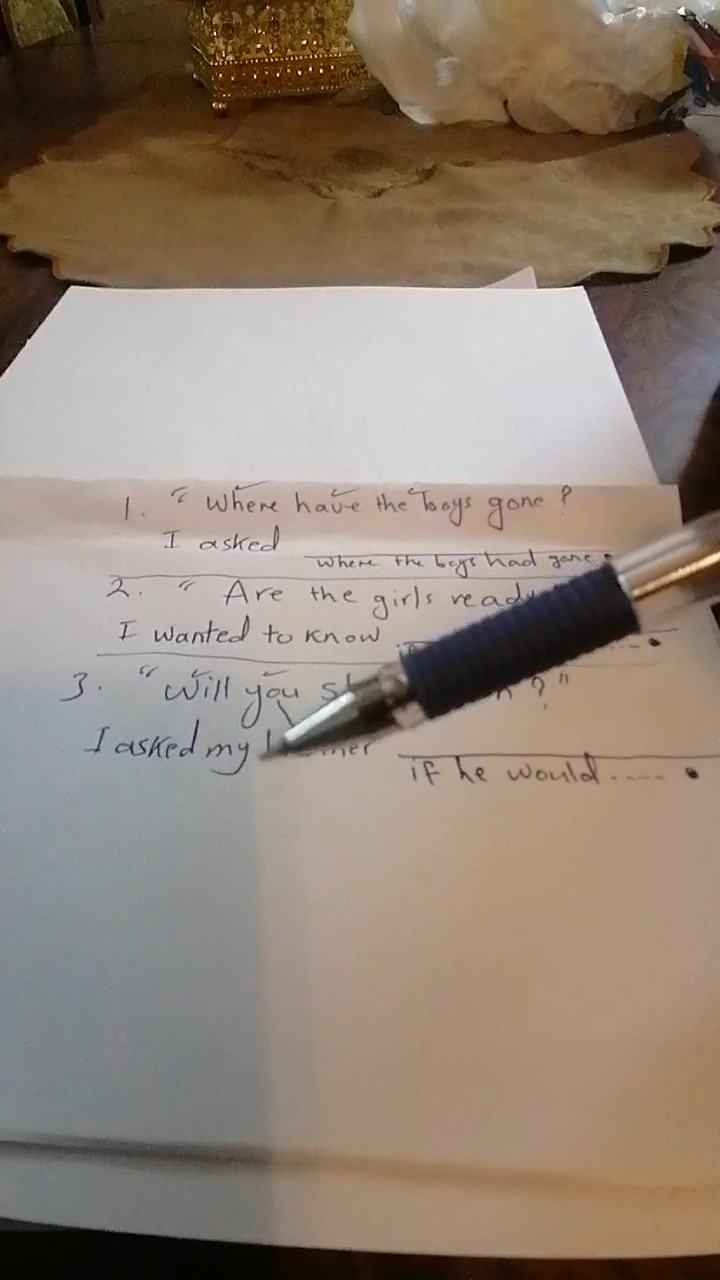 1. " Where have the boys gone ?
I asked where the boys had gone.
2. " Are the girls
I wanted to know
3. " Will you ?"
I asked my
if he would ..... .